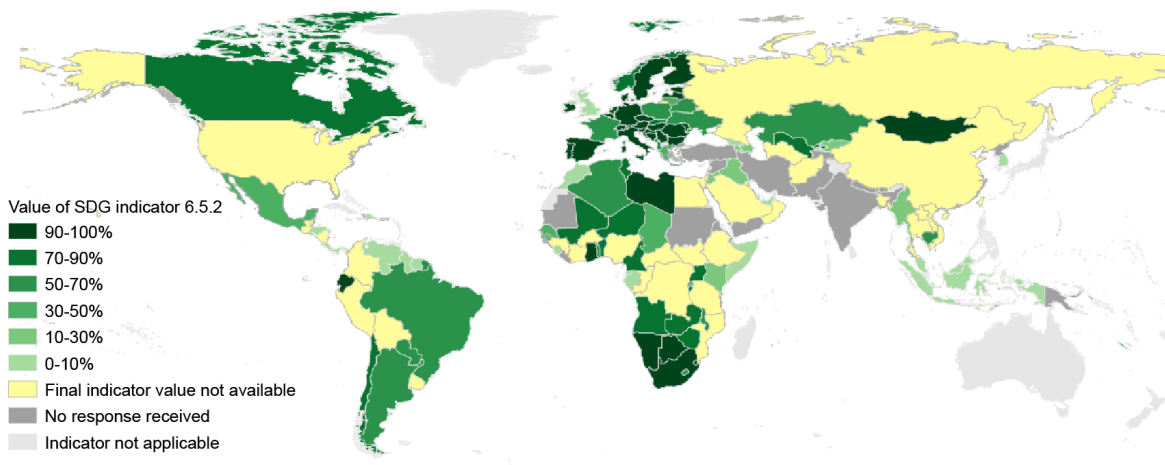 Value of SDG indicator 6.5.2
90-100%
70-90%
50-70%
30-50%
10-30%
0-10%
Final indicator value not available
No response received
Indicator not applicable